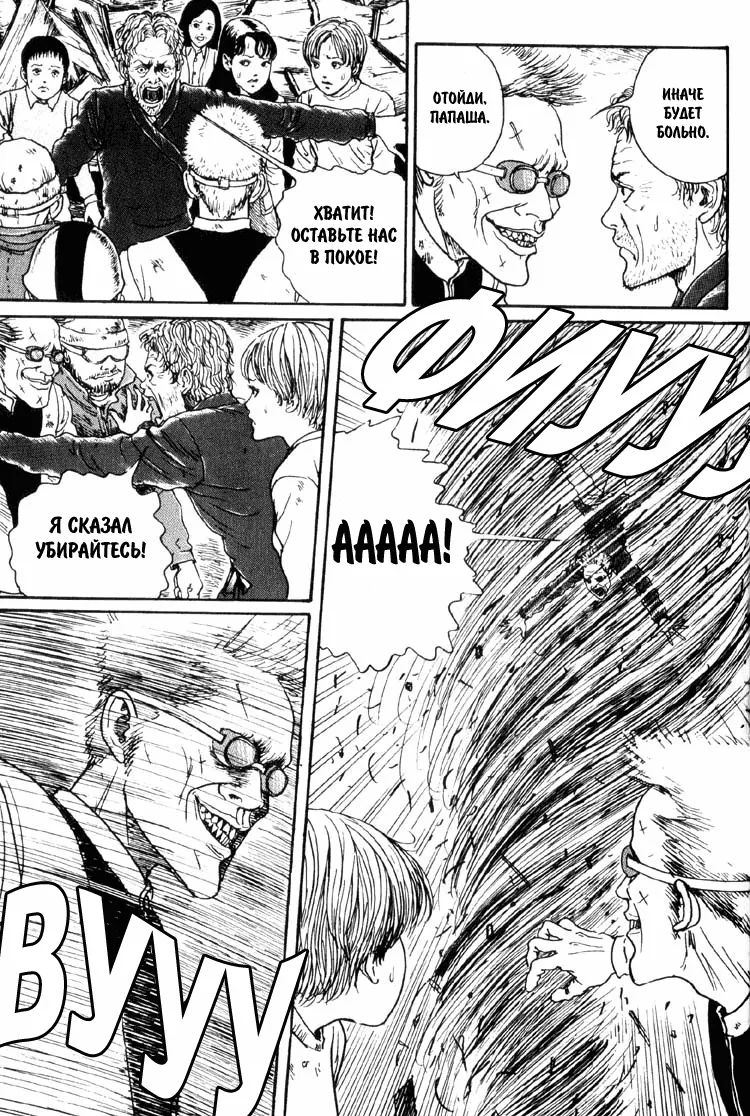 ХВАТИТ!
ОСТАВЬТЕ НАС
В ПОКОЕ!
ОТОЙДИ,
ПАПАША.
ИНАЧЕ
БУДЕТ
БОЛЬНО.
Я СКАЗАЛ
УБИРАЙТЕСЬ!
ФИУУУ
ААААА!
ВУУУ